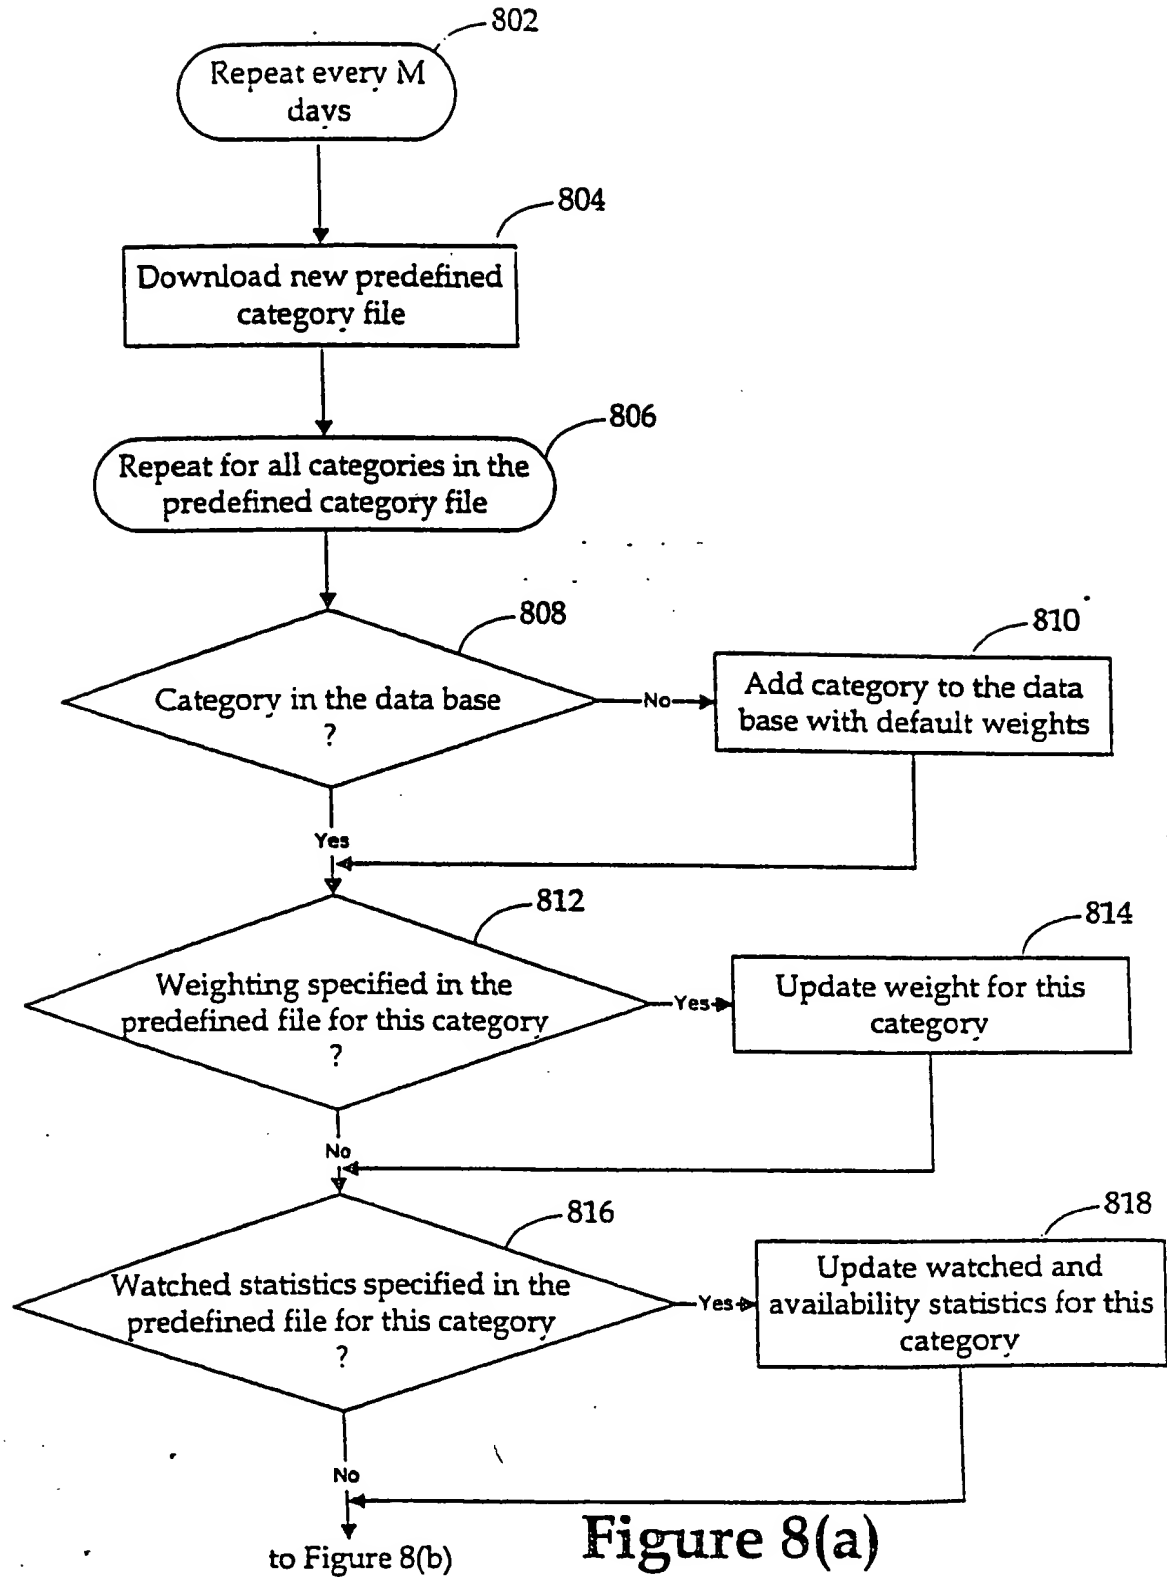 802
Repeat every M
days
804
Download new predefined
category file
806
Repeat for all categories in the
predefined category file
808
Category in the data base
?
No
810
Add category to the data
base with default weights
Yes
812
Weighting specified in the
predefined file for this category
?
Yes
814
Update weight for this
category
No
816
Watched statistics specified in the
predefined file for this category
?
Yes
818
Update watched and
availability statistics for this
category
No
to Figure 8(b)
Figure 8(a)